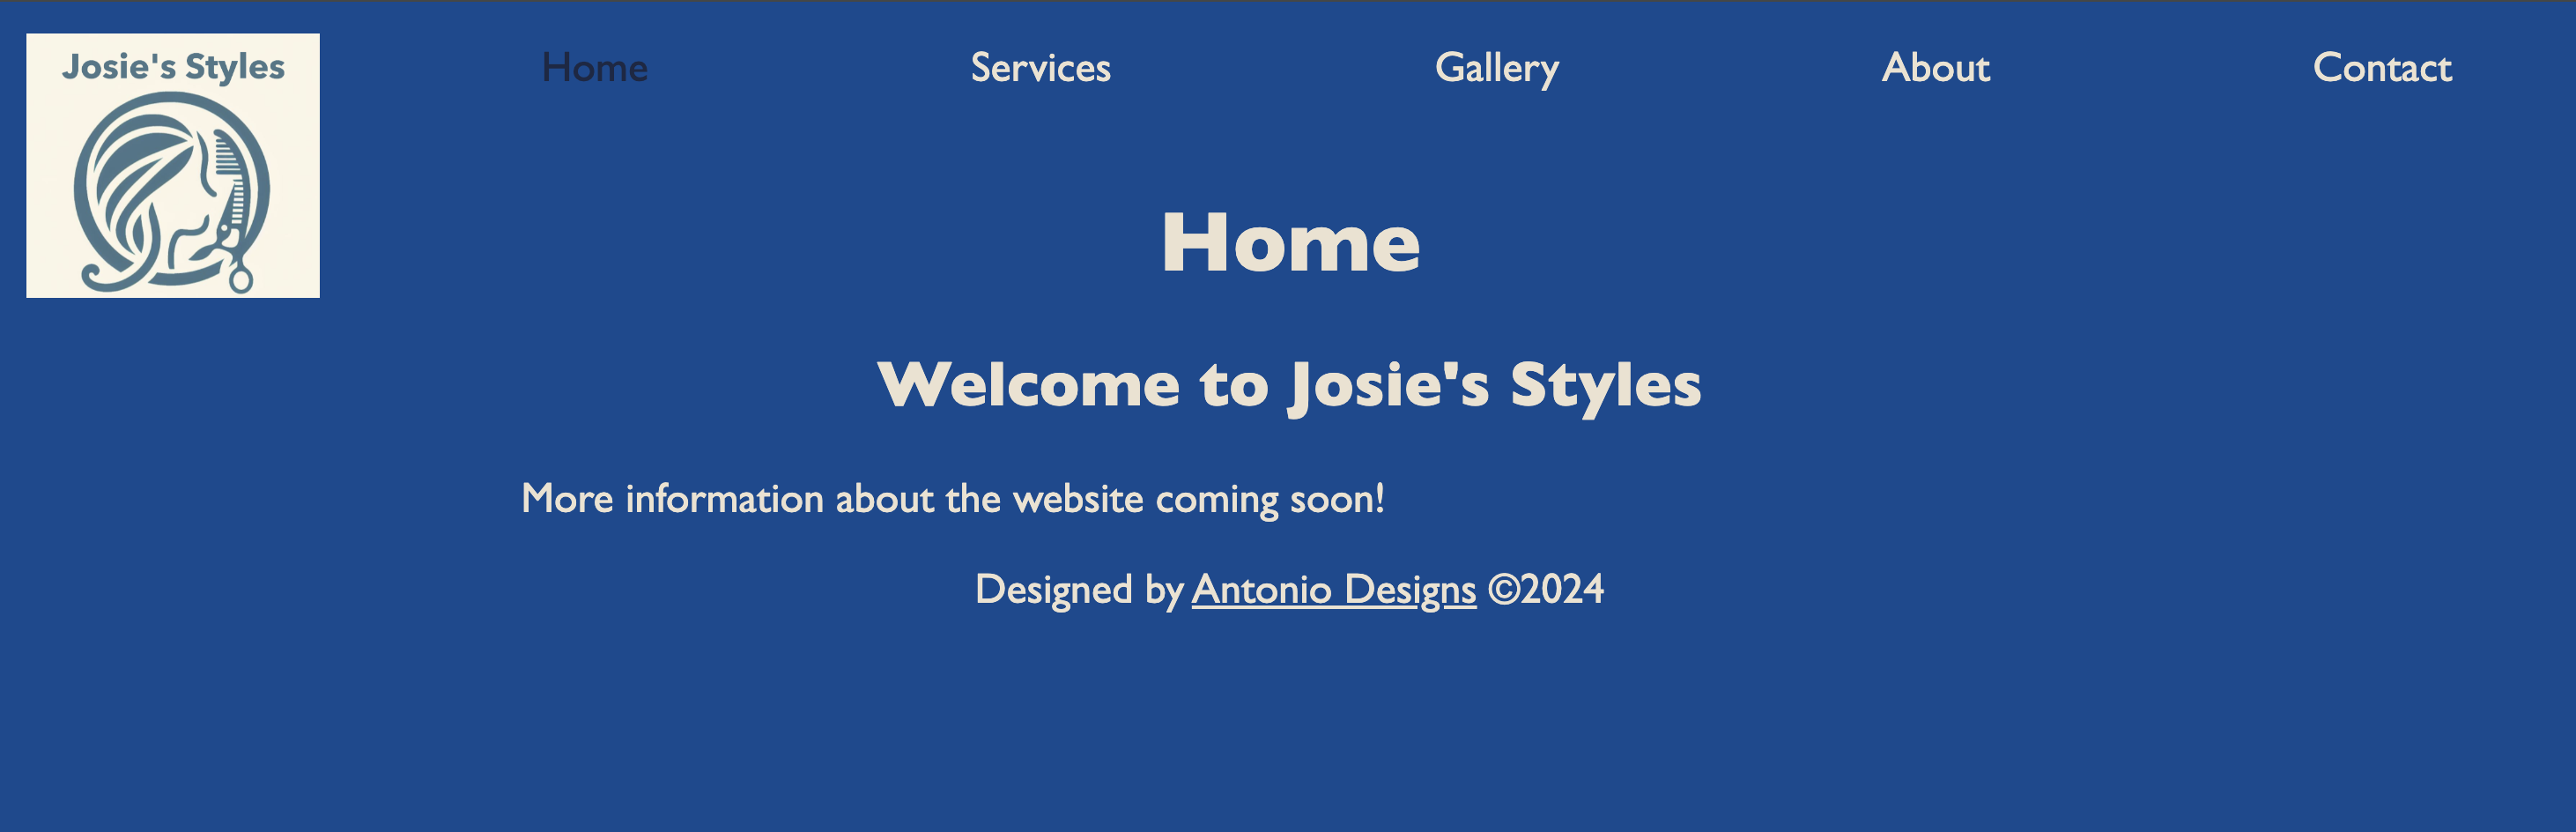 Josie's Styles
Home Services Gallery About Contact
Home
Welcome to Josie's Styles
More information about the website coming soon!
Designed by Antonio Designs ©2024